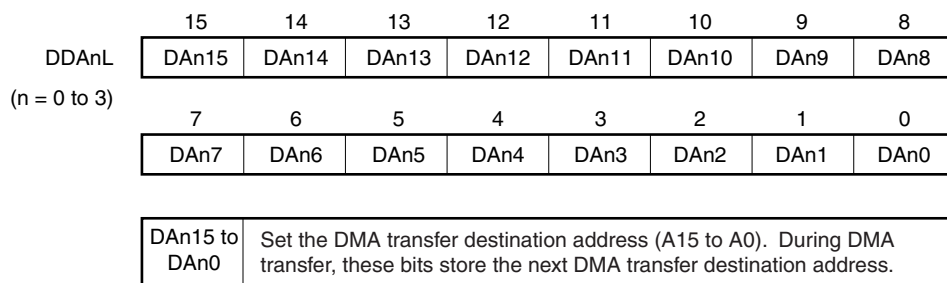 15 14 13 12 11 10 9 8
DDAnL DAn15 DAn14 DAn13 DAn12 DAn11 DAn10 DAn9 DAn8
(n = 0 to 3)
7 6 5 4 3 2 1 0
DAn7 DAn6 DAn5 DAn4 DAn3 DAn2 DAn1 DAn0
DAn15 to
DAn0
Set the DMA transfer destination address (A15 to A0). During DMA
transfer, these bits store the next DMA transfer destination address.